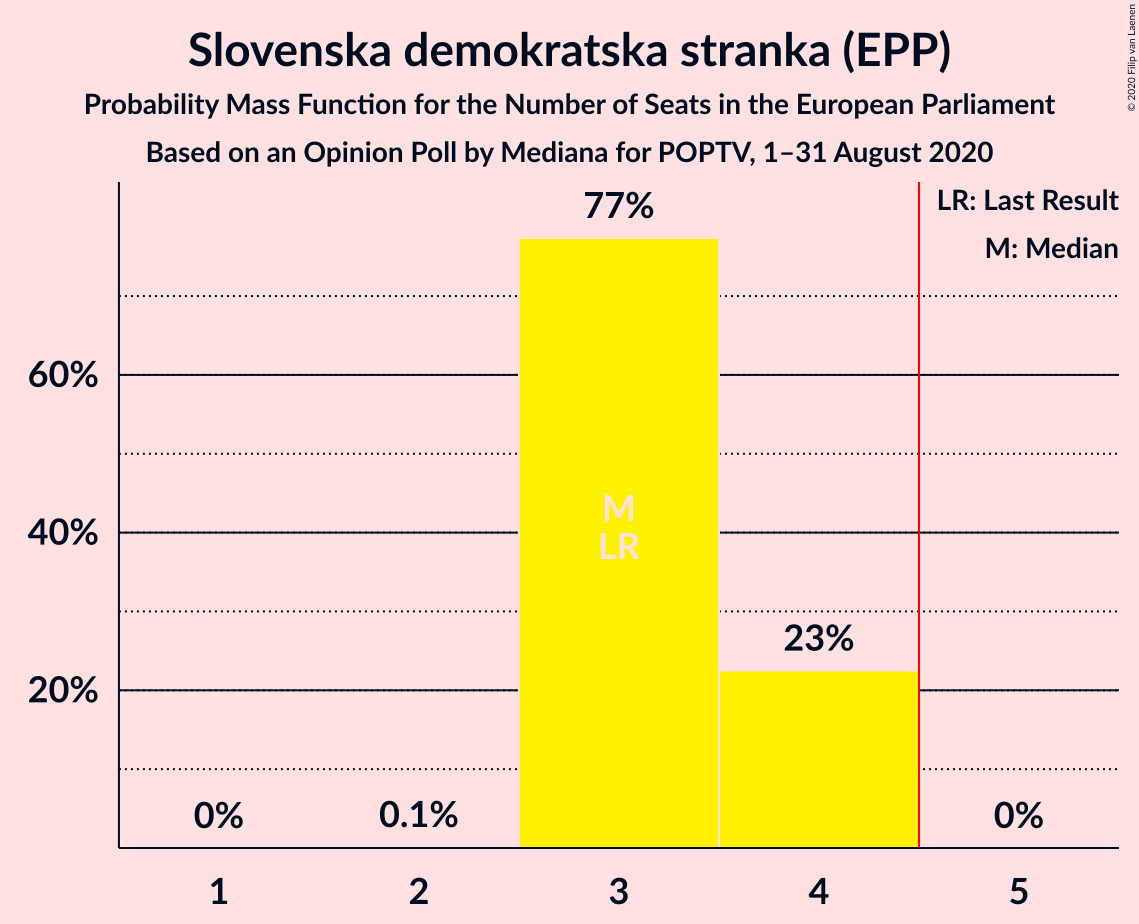 Slovenska demokratska stranka (EPP)
Probability Mass Function for the Number of Seats in the European Parliament
Based on an Opinion Poll by Mediana for POPTV, 1–31 August 2020
© 2020 Filip van Laenen
LR: Last Result
M: Median
77%
60%
M
40%
LR
23%
20%
0%
0.1%
0%
1
2
3
4
5